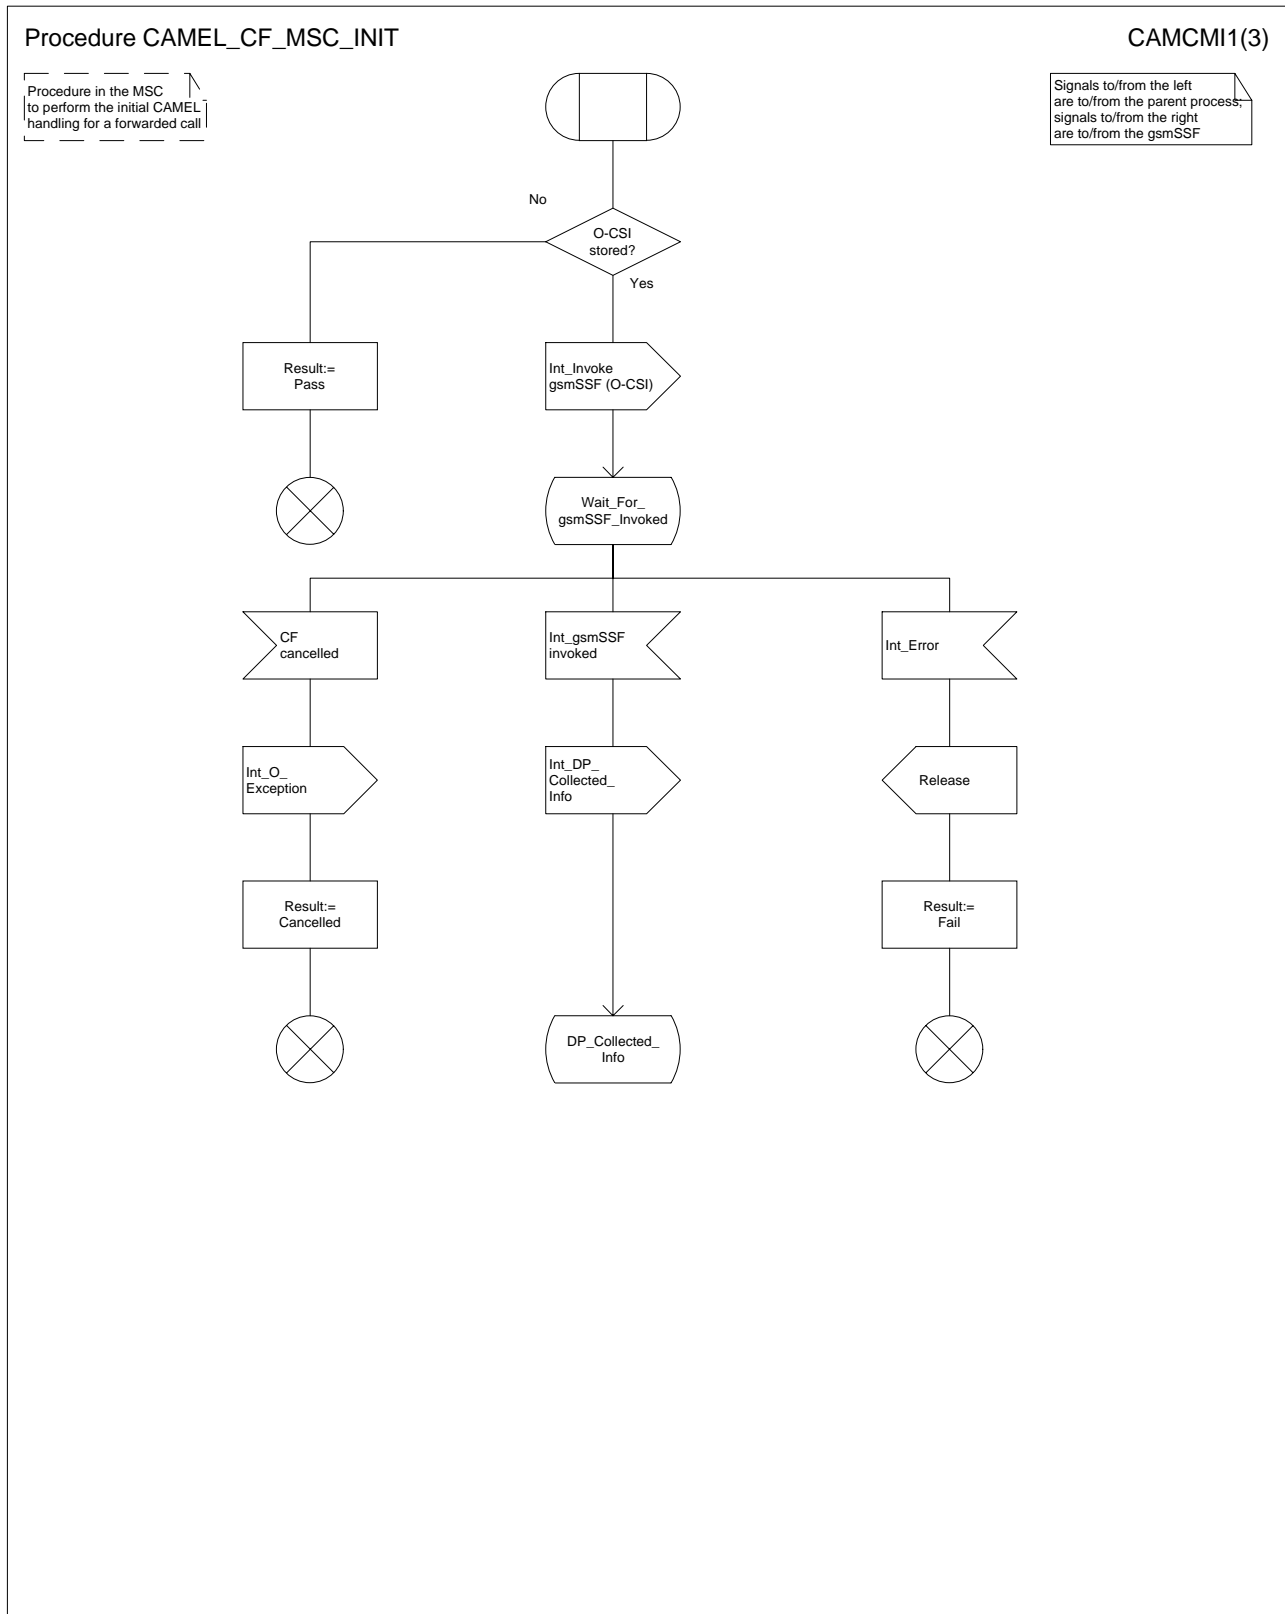 Procedure CAMEL_CF_MSC_INIT
CAMCMI1(3)
Procedure in the MSC
to perform the initial CAMEL
handling for a forwarded call
Signals to/from the left
are to/from the parent process;
signals to/from the right
are to/from the gsmSSF
No
O-CSI
stored?
Yes
Result:=
Pass
Int_Invoke
gsmSSF (O-CSI)
Wait_For_
gsmSSF_Invoked
CF
cancelled
Int_gsmSSF
invoked
Int_Error
Int_O_
Exception
Int_DP_
Collected_
Info
Release
Result:=
Cancelled
Result:=
Fail
DP_Collected_
Info